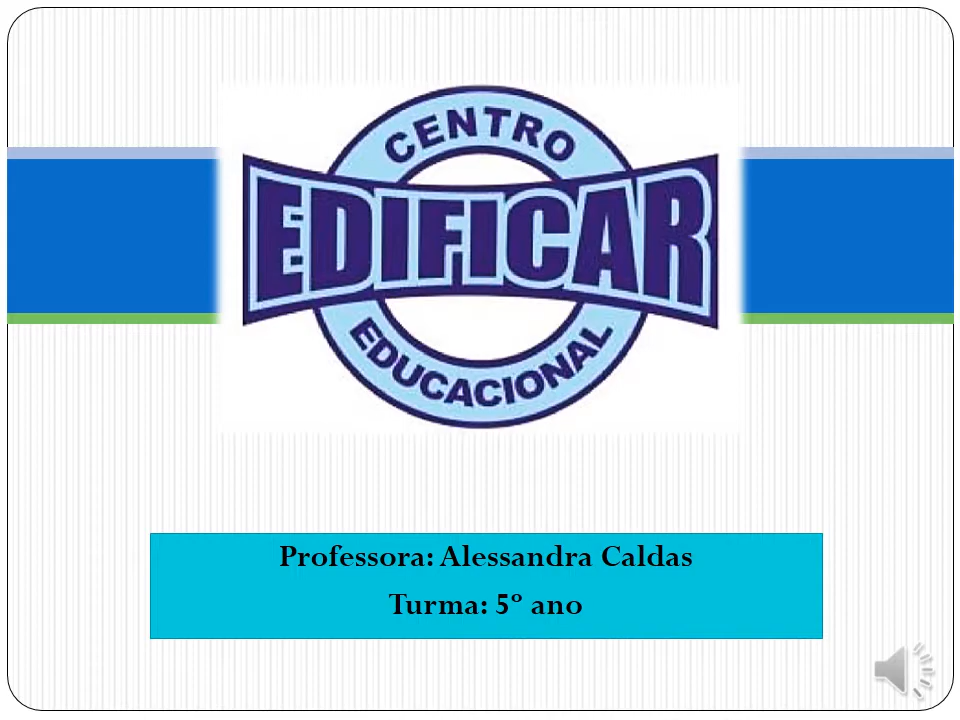 CENTRO
EDIFICAR
EDUCACIONAL
Professora: Alessandra Caldas
Turma: 5º ano